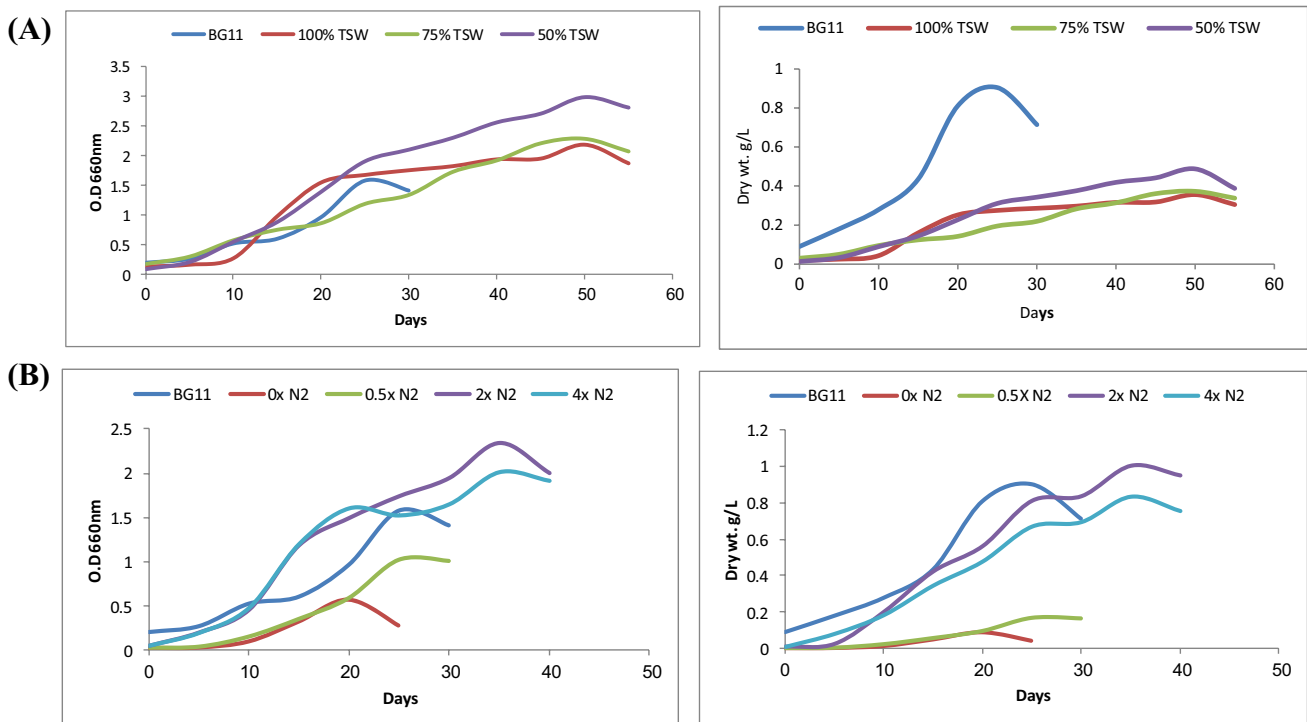 (A)
BG11 100% TSW 75% TSW 50% TSW
3.5
3
2.5
2
1.5
1
0.5
0
O.D660nm
0 10 20 30 40 50 60
Days
BG11 100% TSW 75% TSW 50% TSW
1
0.8
0.6
0.4
0.2
0
Dry wt. g/L
0 10 20 30 40 50 60
Days
(B)
BG11 0x N2 0.5x N2 2x N2 4x N2
2.5
2
1.5
1
0.5
0
O.D660nm
0 10 20 30 40 50
Days
BG11 0x N2 0.5X N2 2x N2 4x N2
1.2
1
0.8
0.6
0.4
0.2
0
Dry wt. g/L
0 10 20 30 40 50
Days